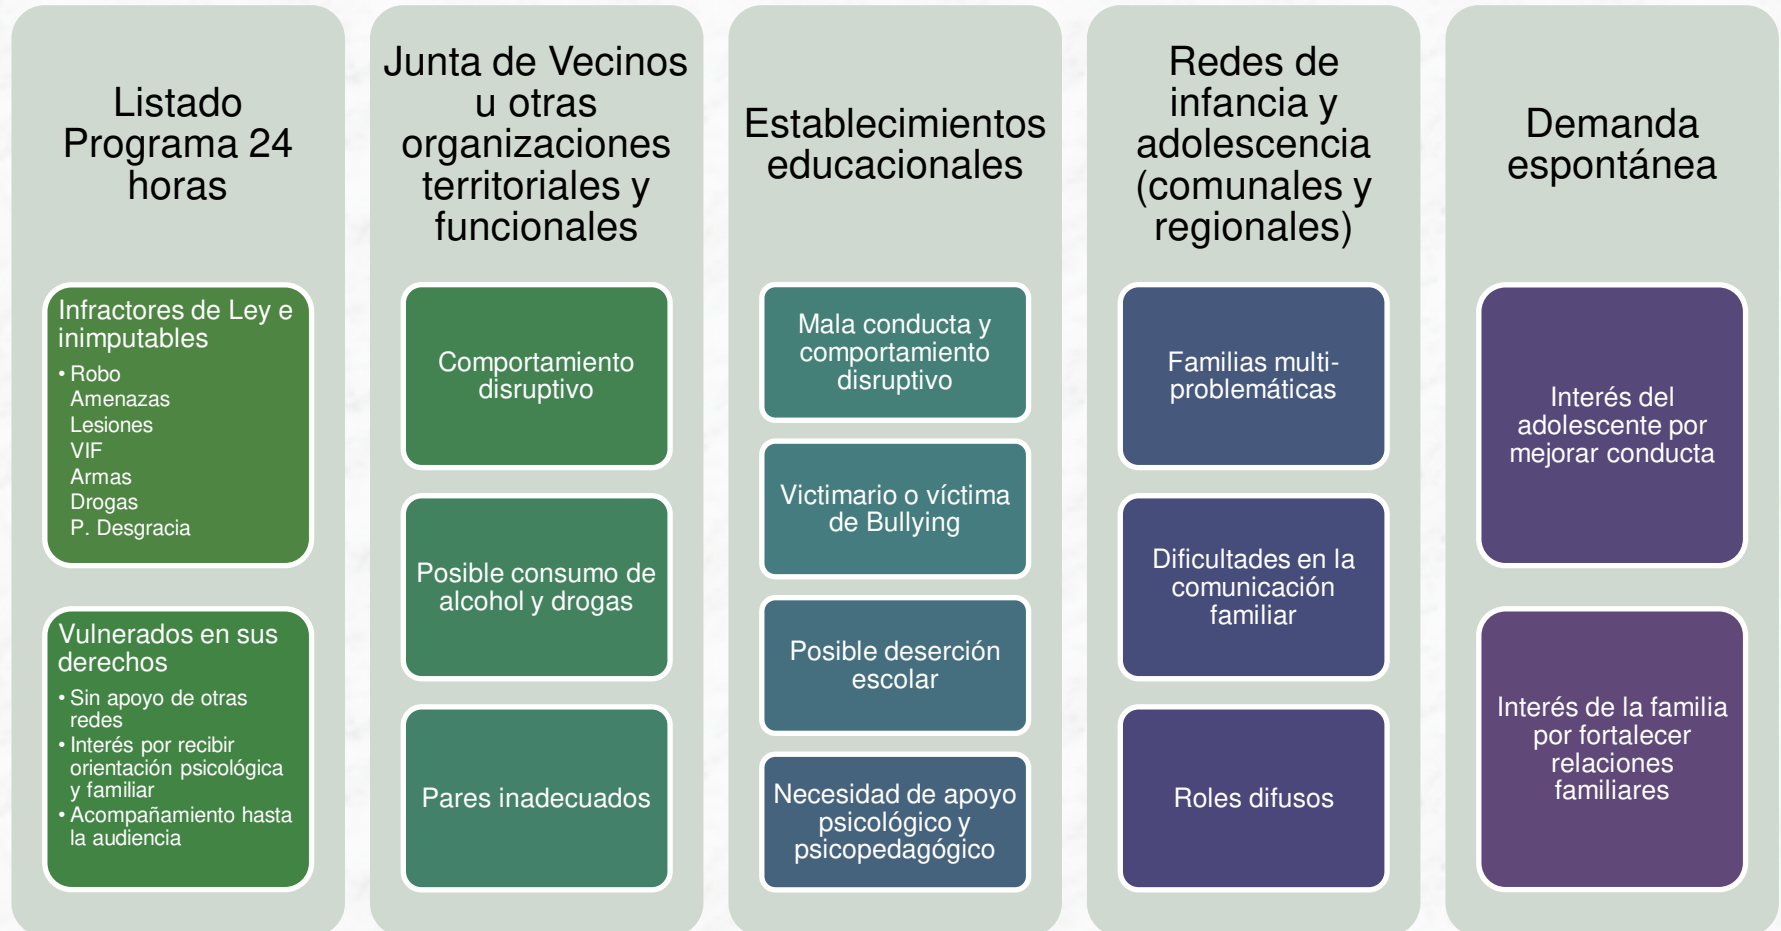 Listado
Programa 24
horas
Infractores de Ley e
inimputables
• Robo
Amenazas
Lesiones
VIF
Armas
Drogas
P. Desgracia
Vulnerados en sus
derechos
• Sin apoyo de otras
redes
• Interés por recibir
orientación psicológica
y familiar
• Acompañamiento hasta
la audiencia
Junta de Vecinos
u otras
organizaciones
territoriales y
funcionales
Comportamiento
disruptivo
Posible consumo de
alcohol y drogas
Pares inadecuados
Establecimientos
educacionales
Mala conducta y
comportamiento
disruptivo
Victimario o víctima
de Bullying
Posible deserción
escolar
Necesidad de apoyo
psicológico y
psicopedagógico
Redes de
infancia y
adolescencia
(comunales y
regionales)
Familias multi-
problemáticas
Dificultades en la
comunicación
familiar
Roles difusos
Demanda
espontánea
Interés del
adolescente por
mejorar conducta
Interés de la familia
por fortalecer
relaciones
familiares